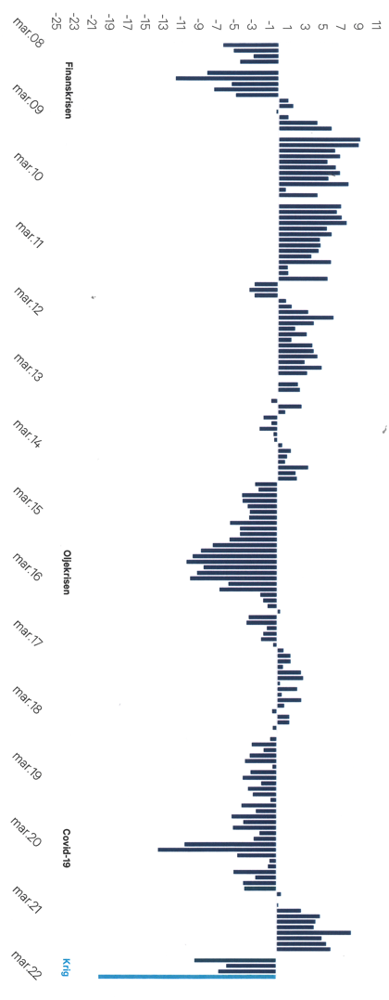 11
9
7
5
3
1
-1
-3
-5
-7
-9
-11
-13
-15
-17
-19
-21
-23
-25
mar.08
mar.09
mar.10
mar.11
mar.12
mar.13
mar.14
mar.15
mar.16
mar.17
mar.18
mar.19
mar.20
mar.21
mar.22
Finanskrisen
Oljekrisen
Covid-19
Krig